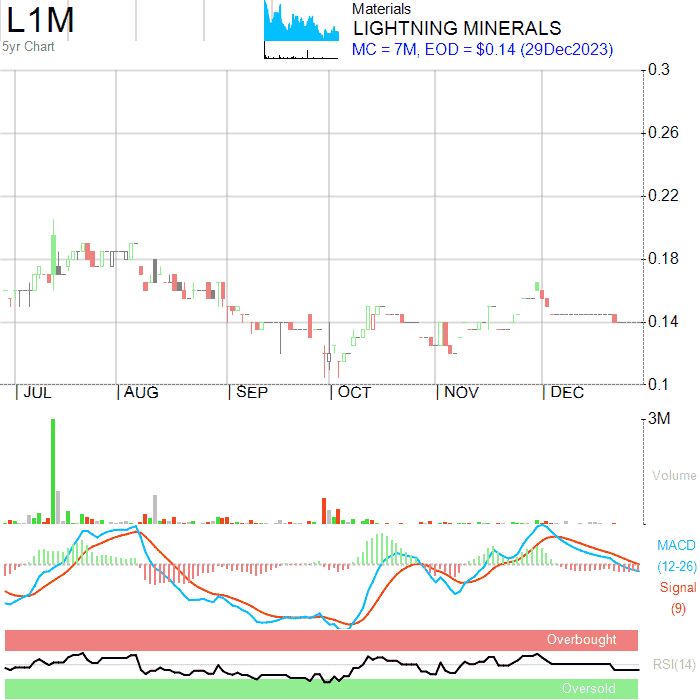 L1M
5yr Chart
Materials
LIGHTNING MINERALS
MC = 7M, EOD = $0.14 (29Dec2023)
0.3
0.26
0.22
0.18
0.14
0.1
JUL AUG SEP OCT NOV DEC
3M
Volume
MACD
(12-26)
Signal
(9)
Overbought
RSI(14)
Oversold